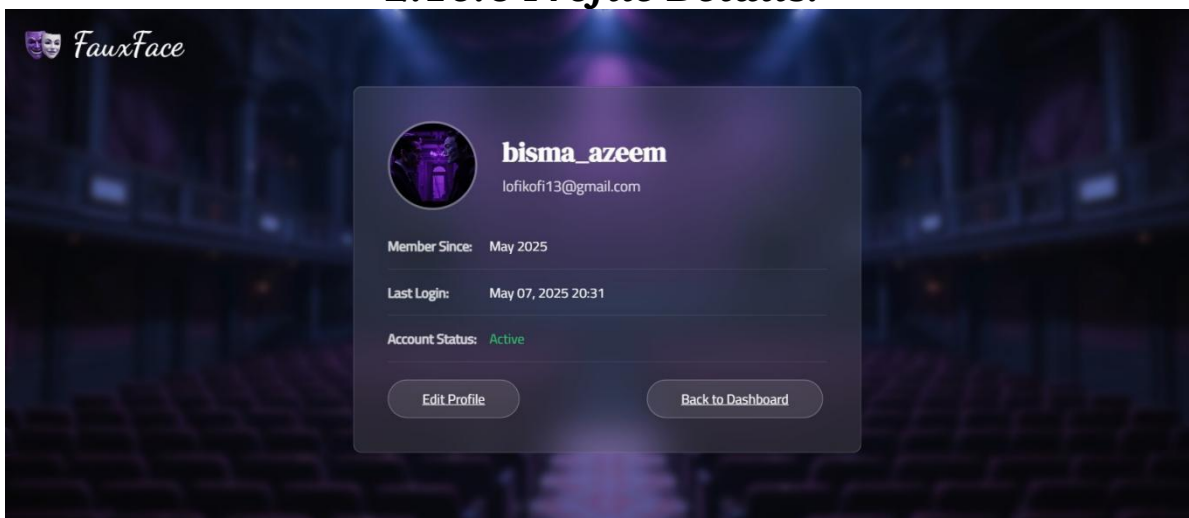 FauxFace
bisma_azeem
lofikofi13@gmail.com
Member Since: May 2025
Last Login: May 07, 2025 20:31
Account Status: Active
Edit Profile
Back to Dashboard